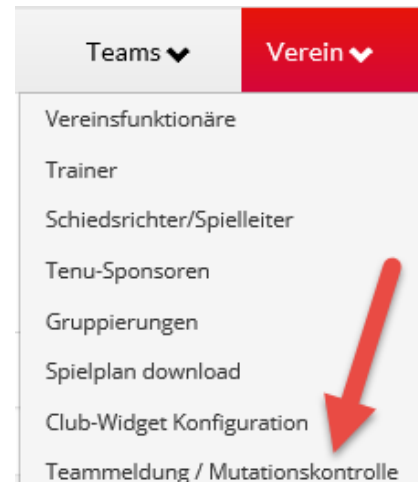 Teams
Verein
Vereinsfunktionäre
Trainer
Schiedsrichter/Spielleiter
Tenu-Sponsoren
Gruppierungen
Spielplan download
Club-Widget Konfiguration
Teammeldung / Mutationskontrolle